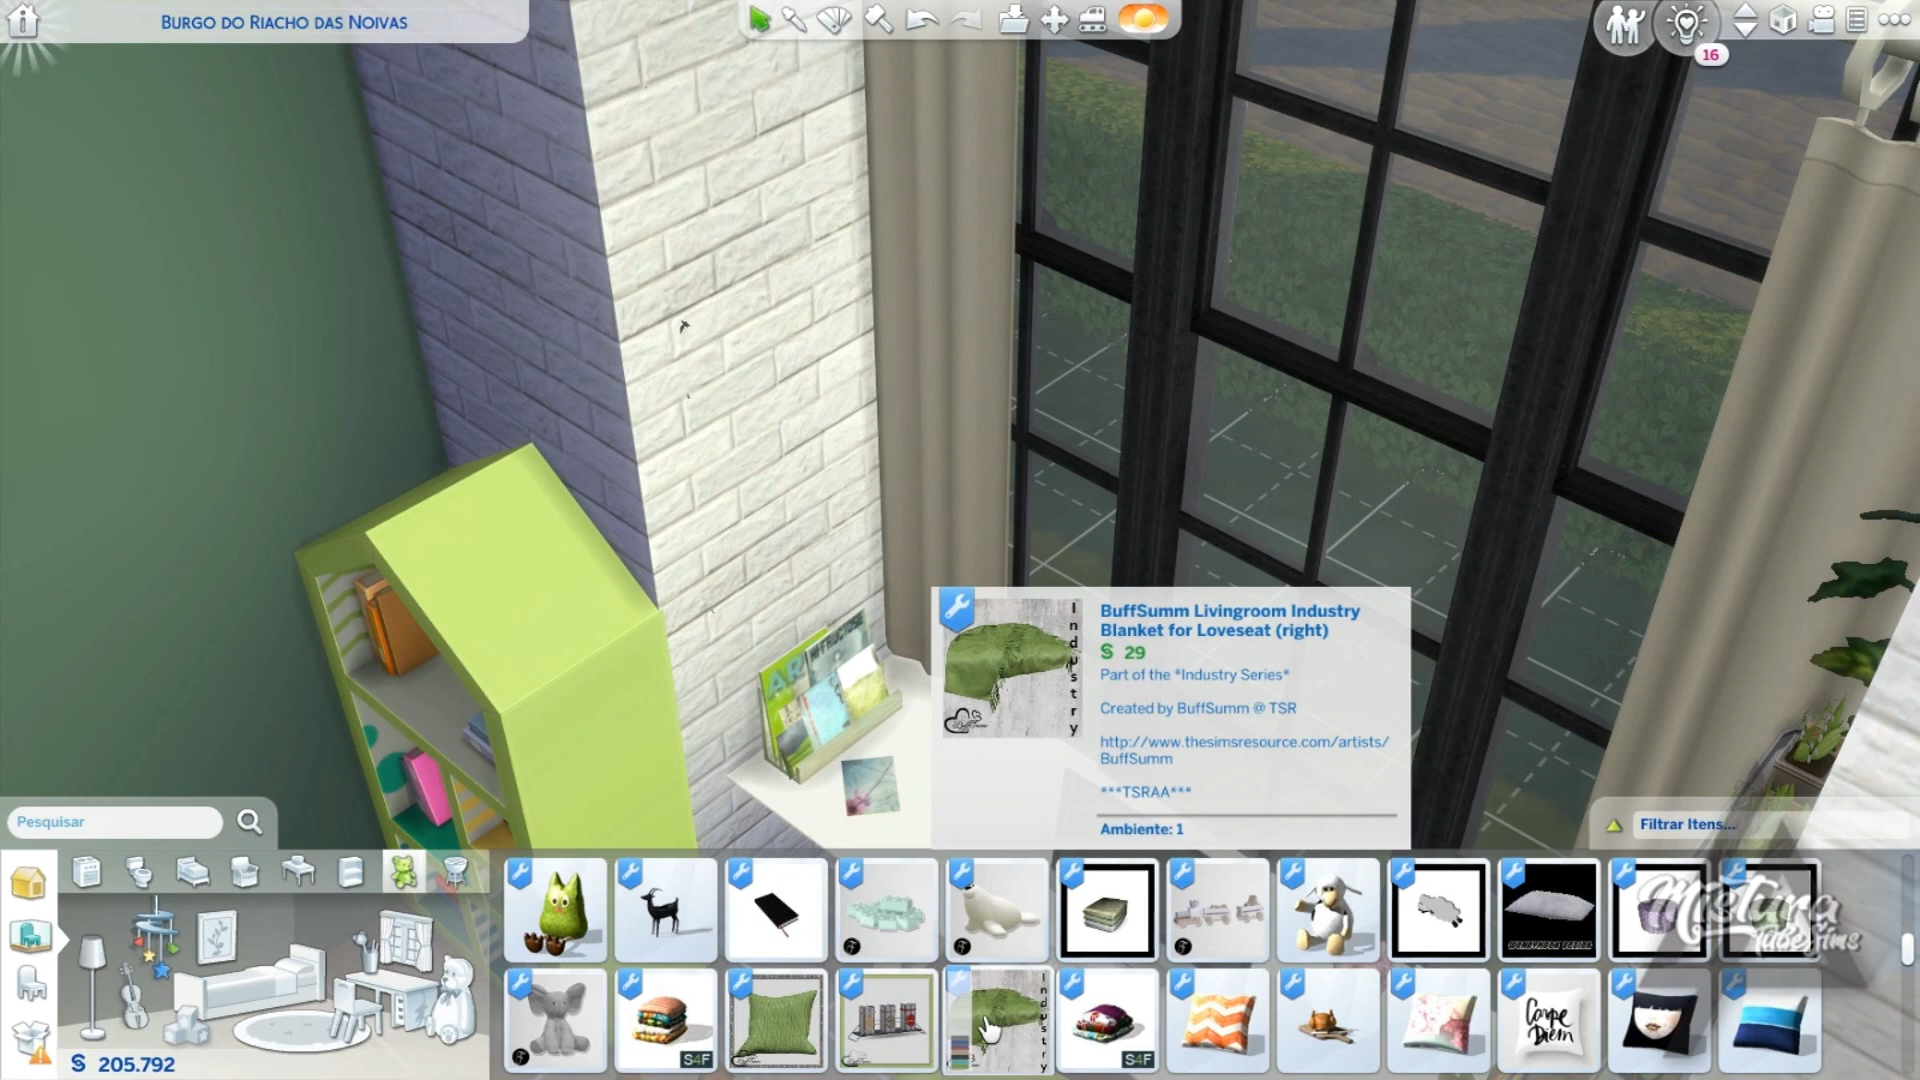 BURGO DO RIACHO DAS NOIVAS
16
BuffSumm Livingroom Industry
Blanket for Loveseat (right)
§ 29
Part of the *Industry Series*
Created by BuffSumm @ TSR
http://www.thesimsresource.com/artists/
BuffSumm
***TSRAA***
Ambiente: 1
Industry
Pesquisar
Filtrar Itens...
Mistura
S4F
Industry
S4F
Carpe
Diem
§ 205.792